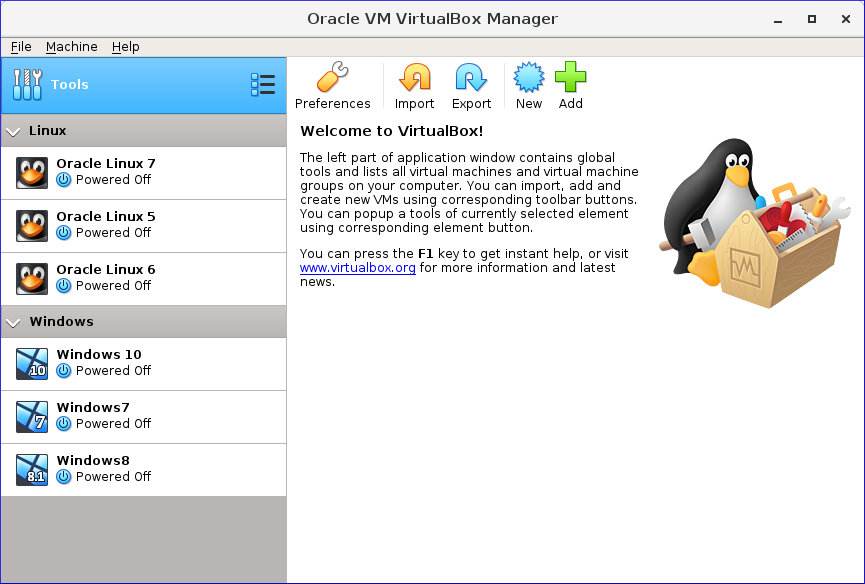 Oracle VM VirtualBox Manager
File Machine Help
Tools
Preferences Import Export New Add
Linux
Oracle Linux 7
Powered Off
Oracle Linux 5
Powered Off
Oracle Linux 6
Powered Off
Windows
Windows 10
Powered Off
10
Windows7
Powered Off
7
Windows8
Powered Off
8.1
Welcome to VirtualBox!
The left part of application window contains global
tools and lists all virtual machines and virtual machine
groups on your computer. You can import, add and
create new VMs using corresponding toolbar buttons.
You can popup a tools of currently selected element
using corresponding element button.
You can press the F1 key to get instant help, or visit
www.virtualbox.org for more information and latest
news.